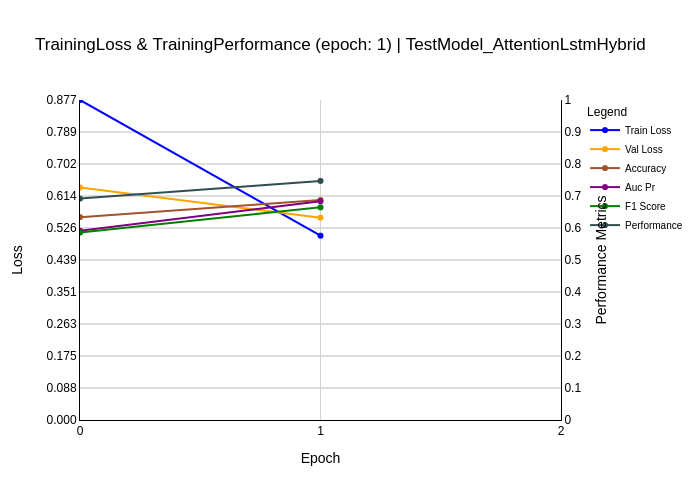 TrainingLoss & TrainingPerformance (epoch: 1) | TestModel_AttentionLstmHybrid
0.877
0.789
0.702
0.614
0.526
0.439
0.351
0.263
0.175
0.088
0.000
Loss
0
1
2
Epoch
1
0.9
0.8
0.7
0.6
0.5
0.4
0.3
0.2
0.1
0
Performance Metrics
Legend
Train Loss
Val Loss
Accuracy
Auc Pr
F1 Score
Performance